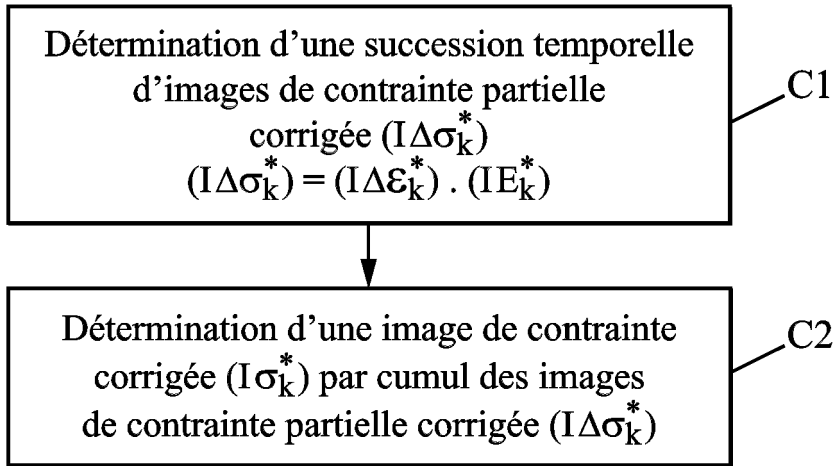 Détermination d'une succession temporelle
d'images de contrainte partielle
corrigée (IΔσ*k)
(IΔσ*k) = (IΔε*k) . (IE*k)
C1
Détermination d'une image de contrainte
corrigée (Iσ*k) par cumul des images
de contrainte partielle corrigée (IΔσ*k)
C2